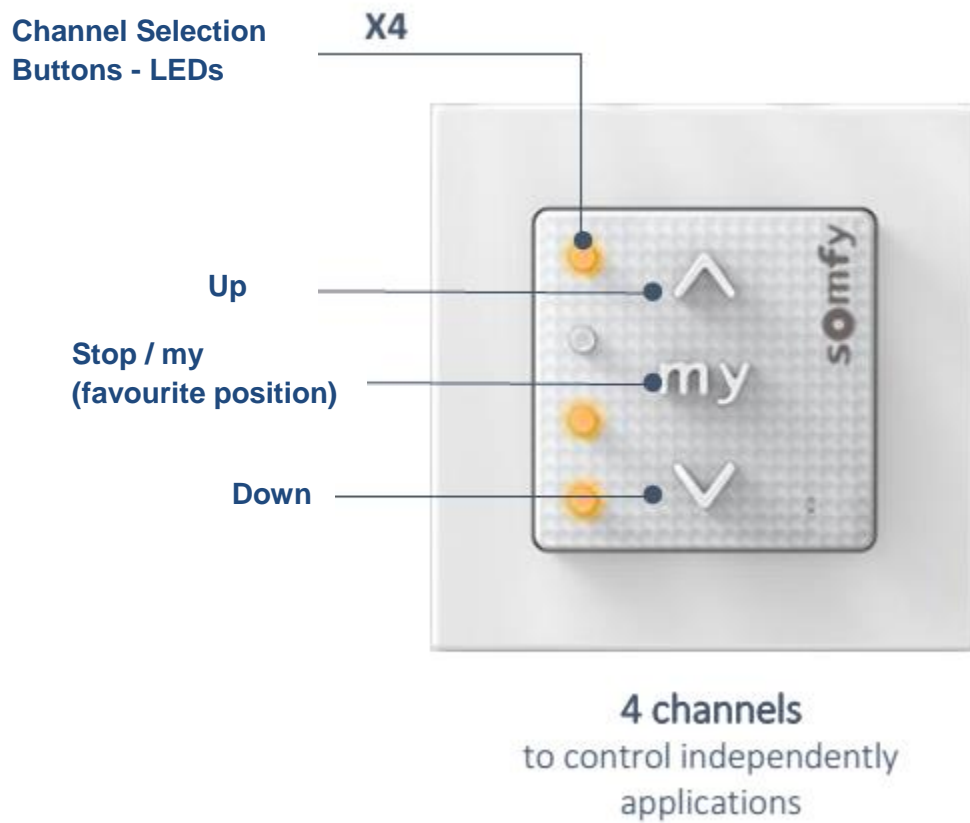 Channel Selection
Buttons - LEDs
X4
Up
Stop / my
(favourite position)
Down
my
somfy
4 channels
to control independently
applications